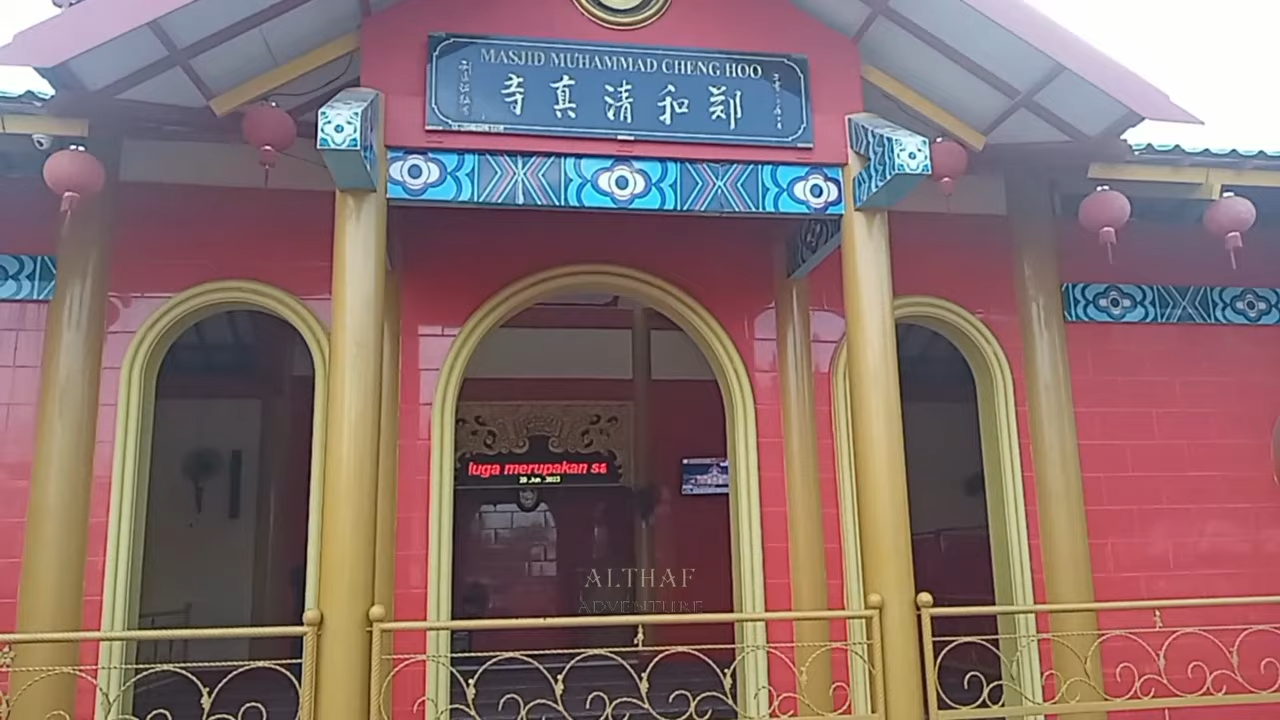 MASJID MUHAMMAD CHENG HOO
寺真清和郑
luga merupakan sa
20 Jun .2023
ALTHAF
ADVENTURE